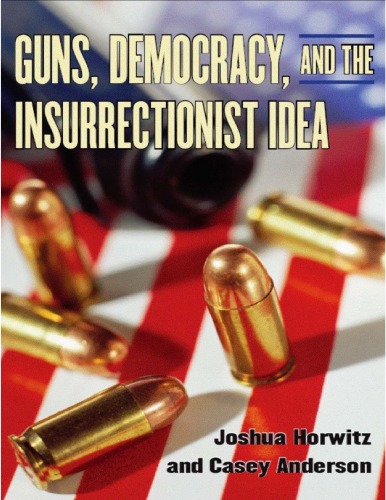 GUNS, DEMOCRACY, AND THE
INSURRECTIONIST IDEA
Joshua Horwitz
and Casey Anderson